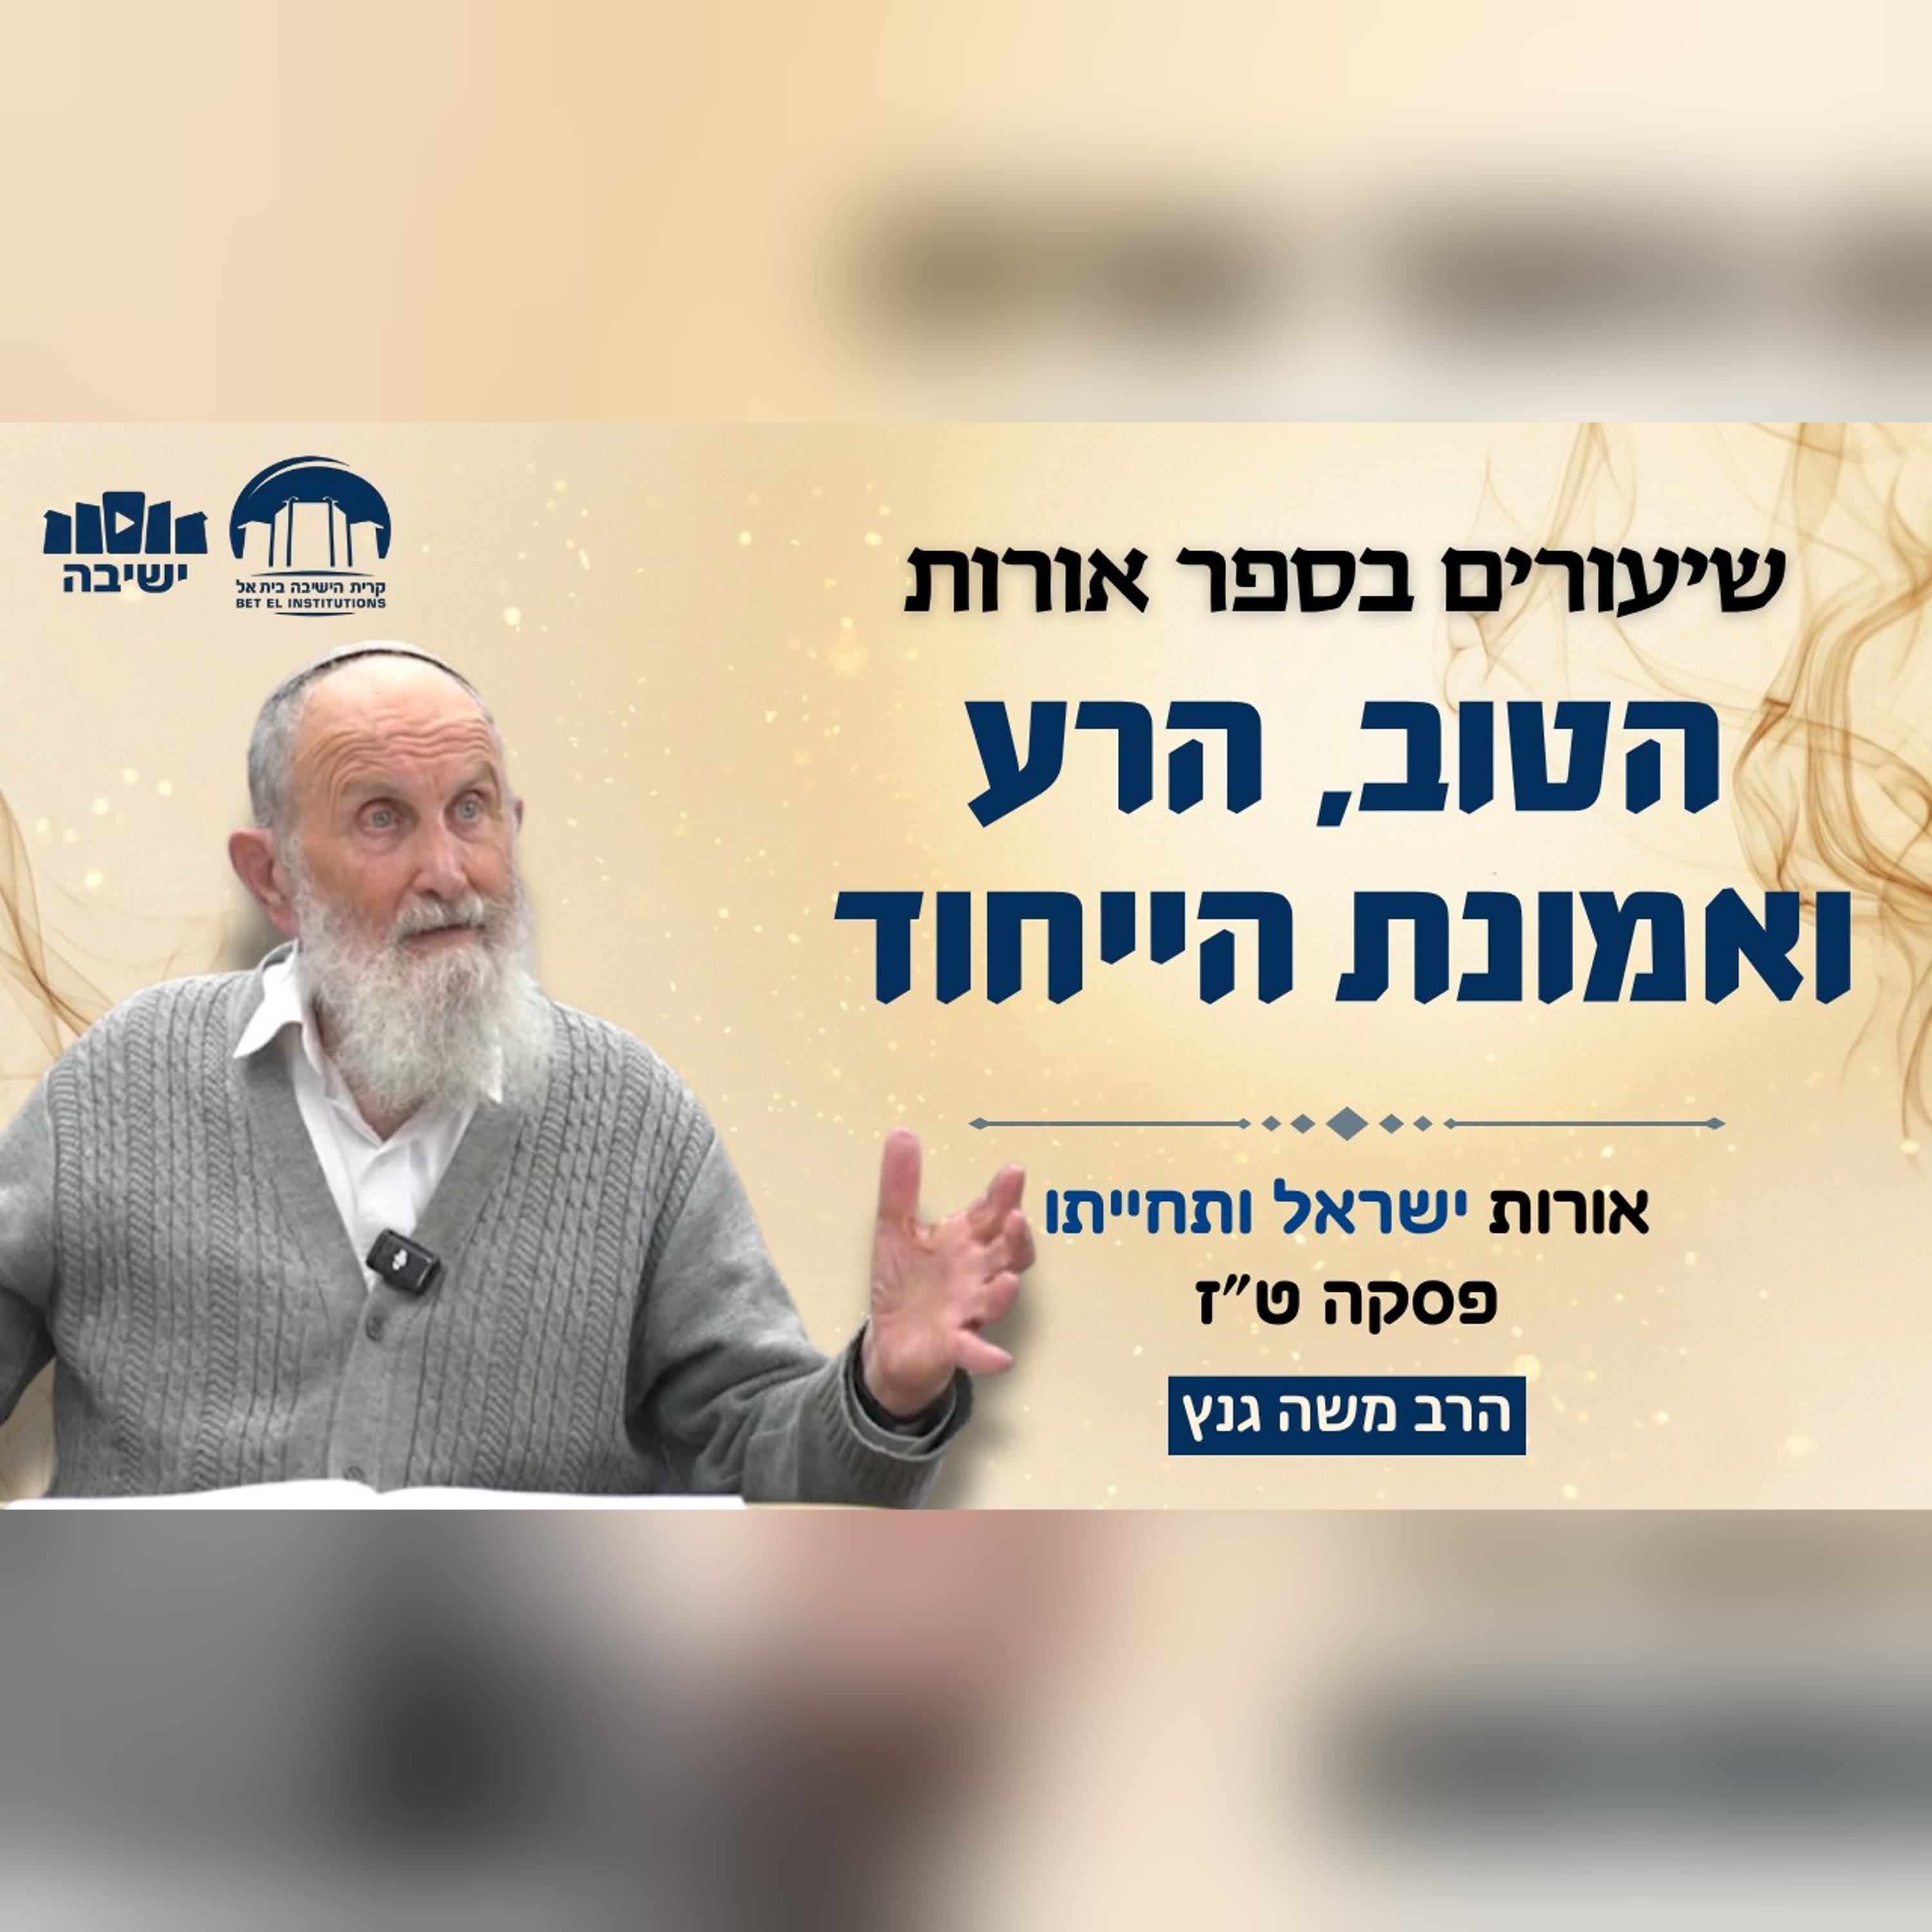 ישיבה
קרית הישיבה בית אל
BET EL INSTITUTIONS
שיעורים בספר אורות
הטוב, הרע
ואמונת הייחוד
אורות ישראל ותחייתו
פסקה ט"ז
הרב משה גנץ